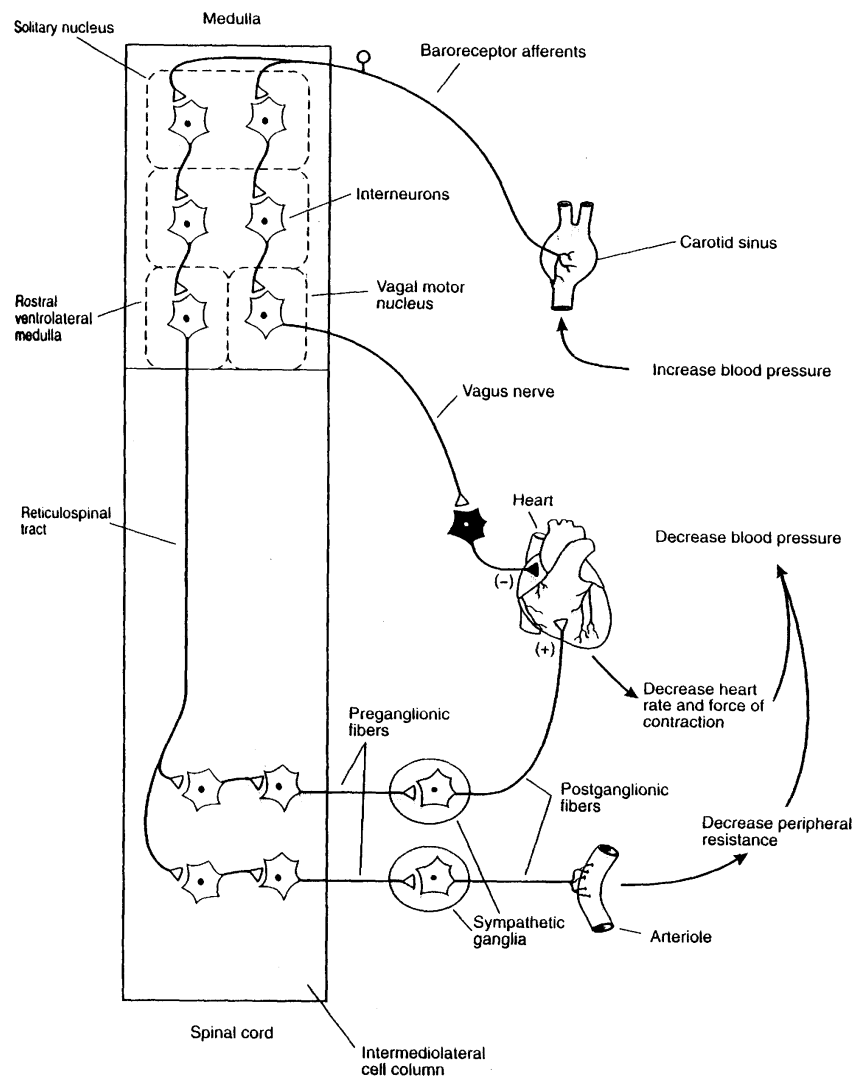 Medulla
Solitary nucleus
Baroreceptor afferents
Interneurons
Carotid sinus
Rostral
ventrolateral
medulla
Vagal motor
nucleus
Increase blood pressure
Vagus nerve
Reticulospinal
tract
Heart
Decrease blood pressure
(−)
(+)
Decrease heart
rate and force of
contraction
Preganglionic
fibers
Postganglionic
fibers
Decrease peripheral
resistance
Sympathetic
ganglia
Arteriole
Spinal cord
Intermediolateral
cell column